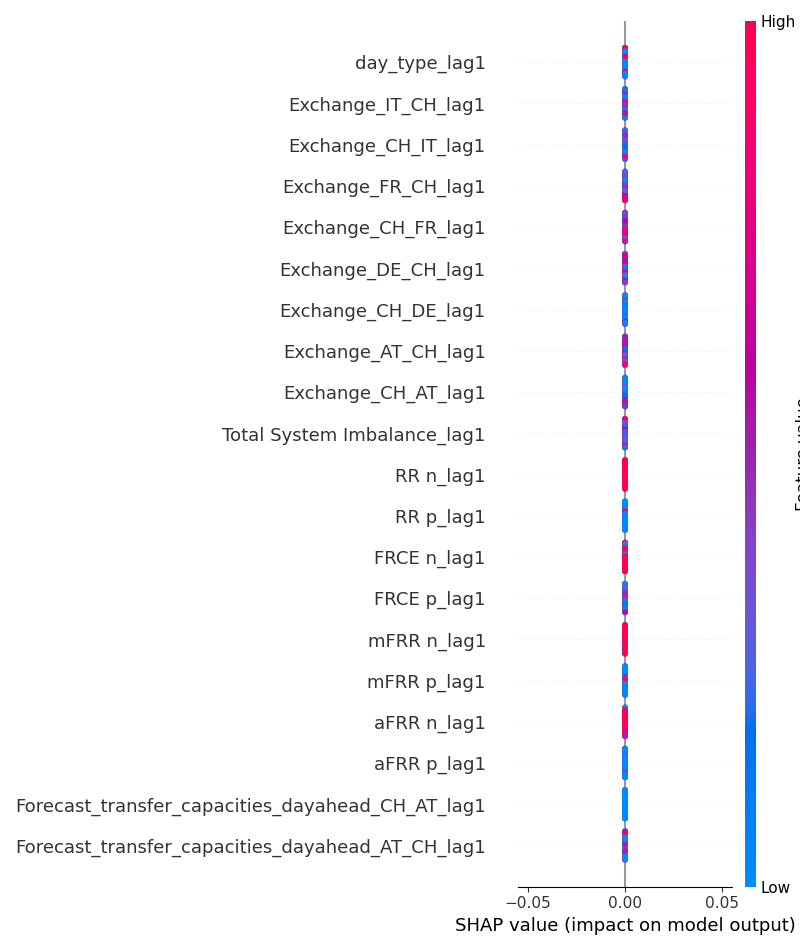 High
day_type_lag1
Exchange_IT_CH_lag1
Exchange_CH_IT_lag1
Exchange_FR_CH_lag1
Exchange_CH_FR_lag1
Exchange_DE_CH_lag1
Exchange_CH_DE_lag1
Exchange_AT_CH_lag1
Exchange_CH_AT_lag1
Total System Imbalance_lag1
RR n_lag1
RR p_lag1
FRCE n_lag1
FRCE p_lag1
mFRR n_lag1
mFRR p_lag1
aFRR n_lag1
aFRR p_lag1
Forecast_transfer_capacities_dayahead_CH_AT_lag1
Forecast_transfer_capacities_dayahead_AT_CH_lag1
Feature value
Low
−0.05 0.00 0.05
SHAP value (impact on model output)